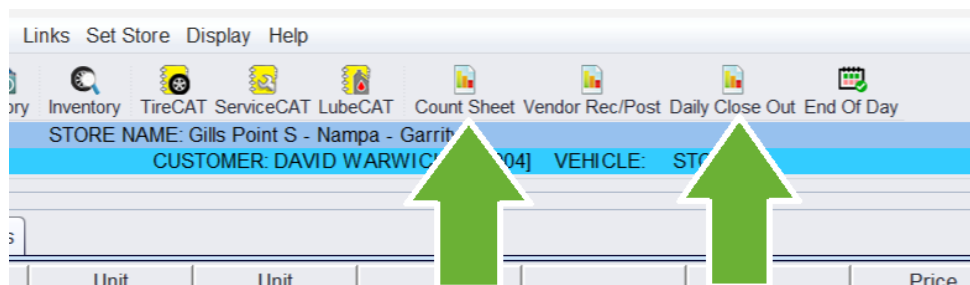 Links Set Store Display Help
ory Inventory TireCAT ServiceCAT LubeCAT Count Sheet Vendor Rec/Post Daily Close Out End Of Day
STORE NAME: Gills Point S - Nampa - Garrity
CUSTOMER: DAVID WARWIC 04] VEHICLE: STO
s
Unit Unit Price